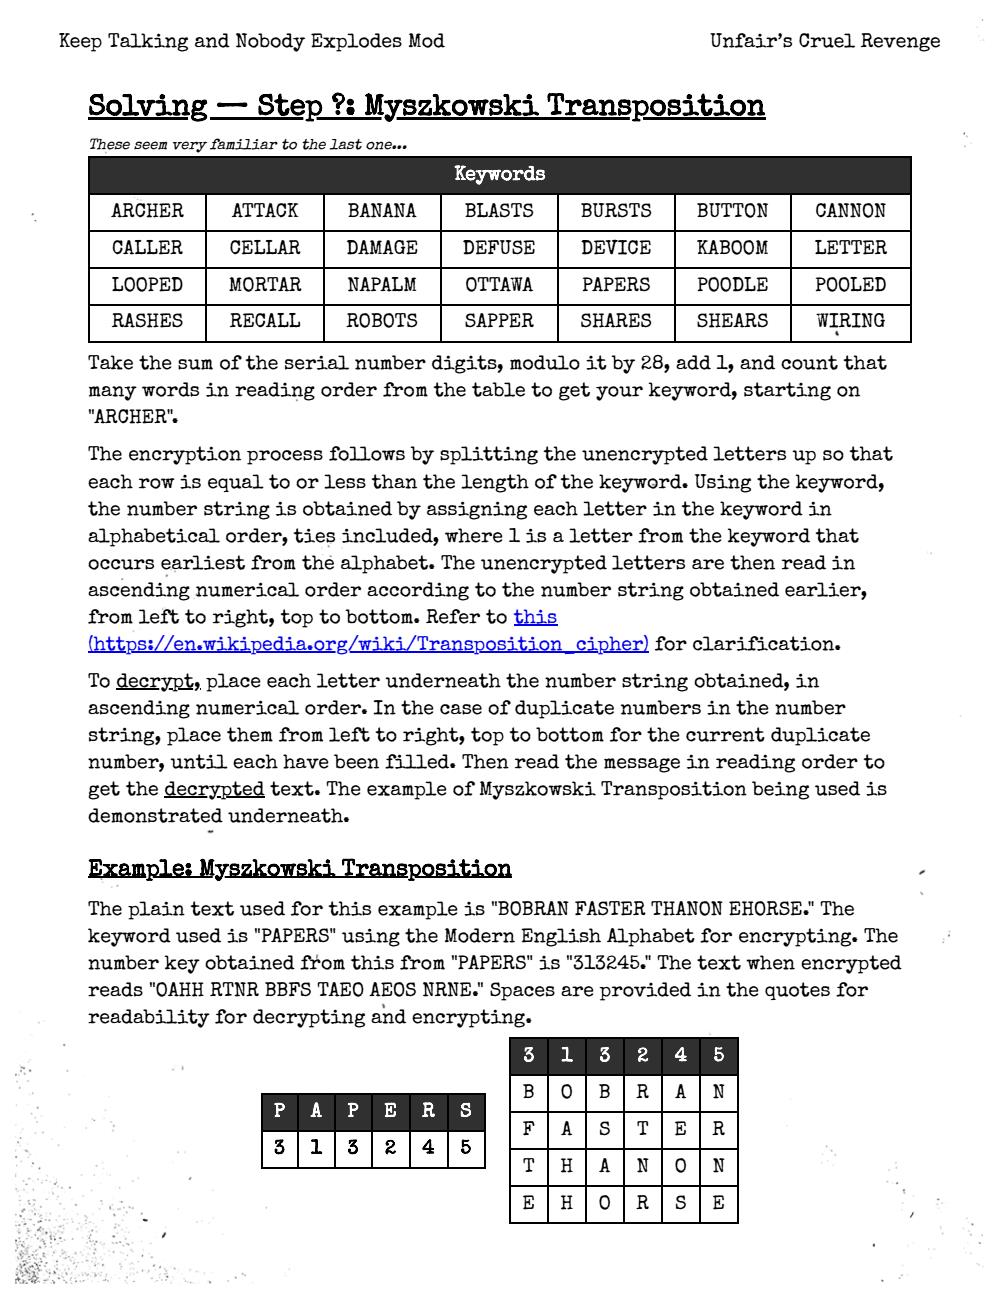 Keep Talking and Nobody Explodes Mod
Unfair's Cruel Revenge
Solving — Step ?: Myszkowski Transposition
These seem very familiar to the last one...
Keywords
ARCHER ATTACK BANANA BLASTS BURSTS BUTTON CANNON
CALLER CELLAR DAMAGE DEFUSE DEVICE KABOOM LETTER
LOOPED MORTAR NAPALM OTTAWA PAPERS POODLE POOLED
RASHES RECALL ROBOTS SAPPER SHARES SHEARS WIRING
Take the sum of the serial number digits, modulo it by 28, add 1, and count that
many words in reading order from the table to get your keyword, starting on
"ARCHER".
The encryption process follows by splitting the unencrypted letters up so that
each row is equal to or less than the length of the keyword. Using the keyword,
the number string is obtained by assigning each letter in the keyword in
alphabetical order, ties included, where 1 is a letter from the keyword that
occurs earliest from the alphabet. The unencrypted letters are then read in
ascending numerical order according to the number string obtained earlier,
from left to right, top to bottom. Refer to this
(https://en.wikipedia.org/wiki/Transposition_cipher) for clarification.
To decrypt, place each letter underneath the number string obtained, in
ascending numerical order. In the case of duplicate numbers in the number
string, place them from left to right, top to bottom for the current duplicate
number, until each have been filled. Then read the message in reading order to
get the decrypted text. The example of Myszkowski Transposition being used is
demonstrated underneath.
Example: Myszkowski Transposition
The plain text used for this example is "BOBRAN FASTER THANON EHORSE." The
keyword used is "PAPERS" using the Modern English Alphabet for encrypting. The
number key obtained from this from "PAPERS" is "313245." The text when encrypted
reads "OAHH RTNR BBFS TAEO AEOS NRNE." Spaces are provided in the quotes for
readability for decrypting and encrypting.
P A P E R S
3 1 3 2 4 5
3 1 3 2 4 5
B O B R A N
F A S T E R
T H A N O N
E H O R S E